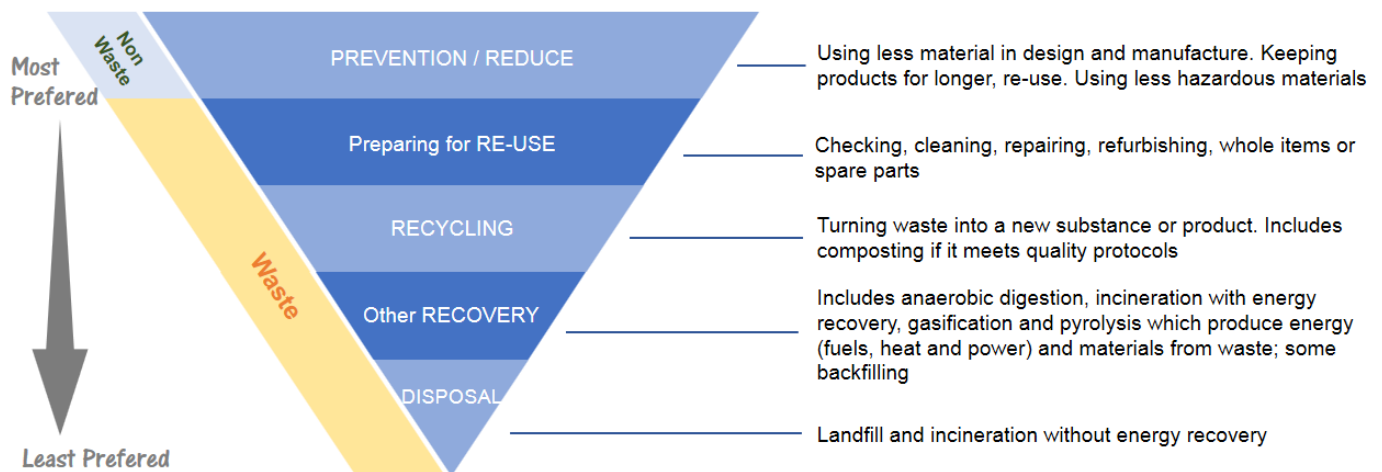 Non
Waste
Most
Prefered
PREVENTION / REDUCE
Using less material in design and manufacture. Keeping
products for longer, re-use. Using less hazardous materials
Preparing for RE-USE
Checking, cleaning, repairing, refurbishing, whole items or
spare parts
RECYCLING
Turning waste into a new substance or product. Includes
composting if it meets quality protocols
Waste
Other RECOVERY
Includes anaerobic digestion, incineration with energy
recovery, gasification and pyrolysis which produce energy
(fuels, heat and power) and materials from waste; some
backfilling
DISPOSAL
Landfill and incineration without energy recovery
Least Prefered